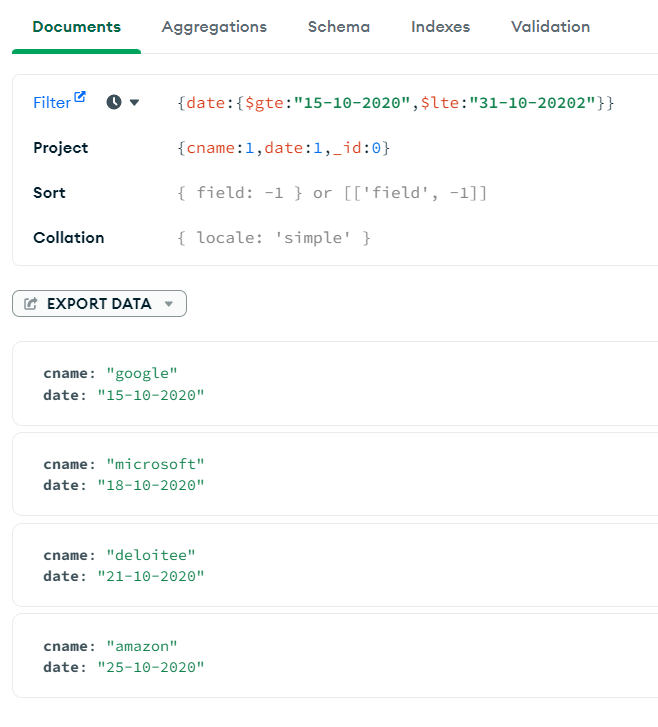 Documents Aggregations Schema Indexes Validation
Filter {date:{$gte:"15-10-2020",$lte:"31-10-20202"}}
Project {cname:1,date:1,_id:0}
Sort { field: -1 } or [['field', -1]]
Collation { locale: 'simple' }
EXPORT DATA
cname: "google"
date: "15-10-2020"
cname: "microsoft"
date: "18-10-2020"
cname: "deloitee"
date: "21-10-2020"
cname: "amazon"
date: "25-10-2020"